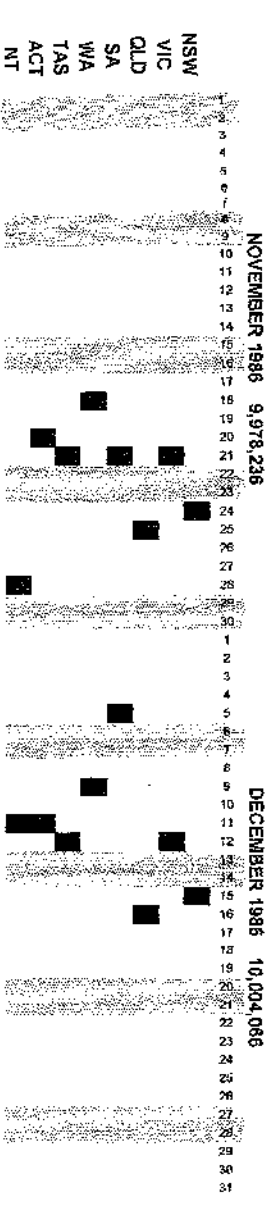 NOVEMBER 1986 9,978,236 DECEMBER 1986 10,004,066
1 2 3 4 5 6 7 8 9 10 11 12 13 14 15 16 17 18 19 20 21 22 23 24 25 26 27 28 29 30 1 2 3 4 5 6 7 8 9 10 11 12 13 14 15 16 17 18 19 20 21 22 23 24 25 26 27 28 29 30 31
NSW
VIC
QLD
SA
WA
TAS
ACT
NT